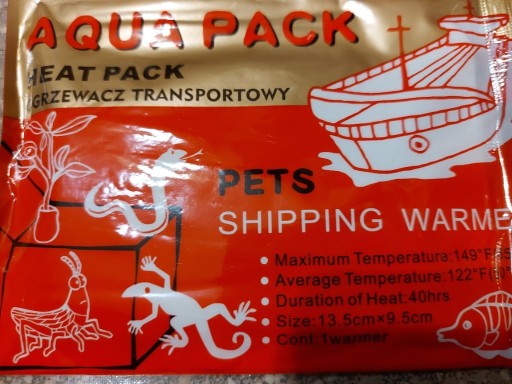 AQUA PACK
HEAT PACK
GRZEWACZ TRANSPORTOWY
PETS
SHIPPING WARME
Maximum Temperature:149°F
Average Temperature:122°F
Duration of Heat:40hrs
Size:13.5cm×9.5cm
Cont:1warmer